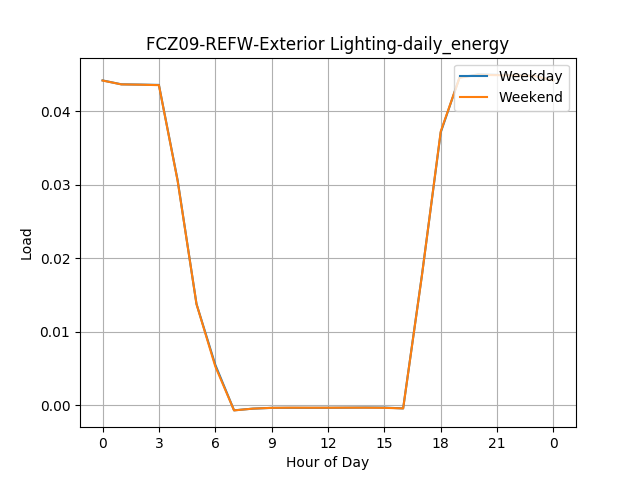 FCZ09-REFW-Exterior Lighting-daily_energy
Weekday
Weekend
0.04
0.03
0.02
0.01
0.00
Load
0 3 6 9 12 15 18 21 0
Hour of Day